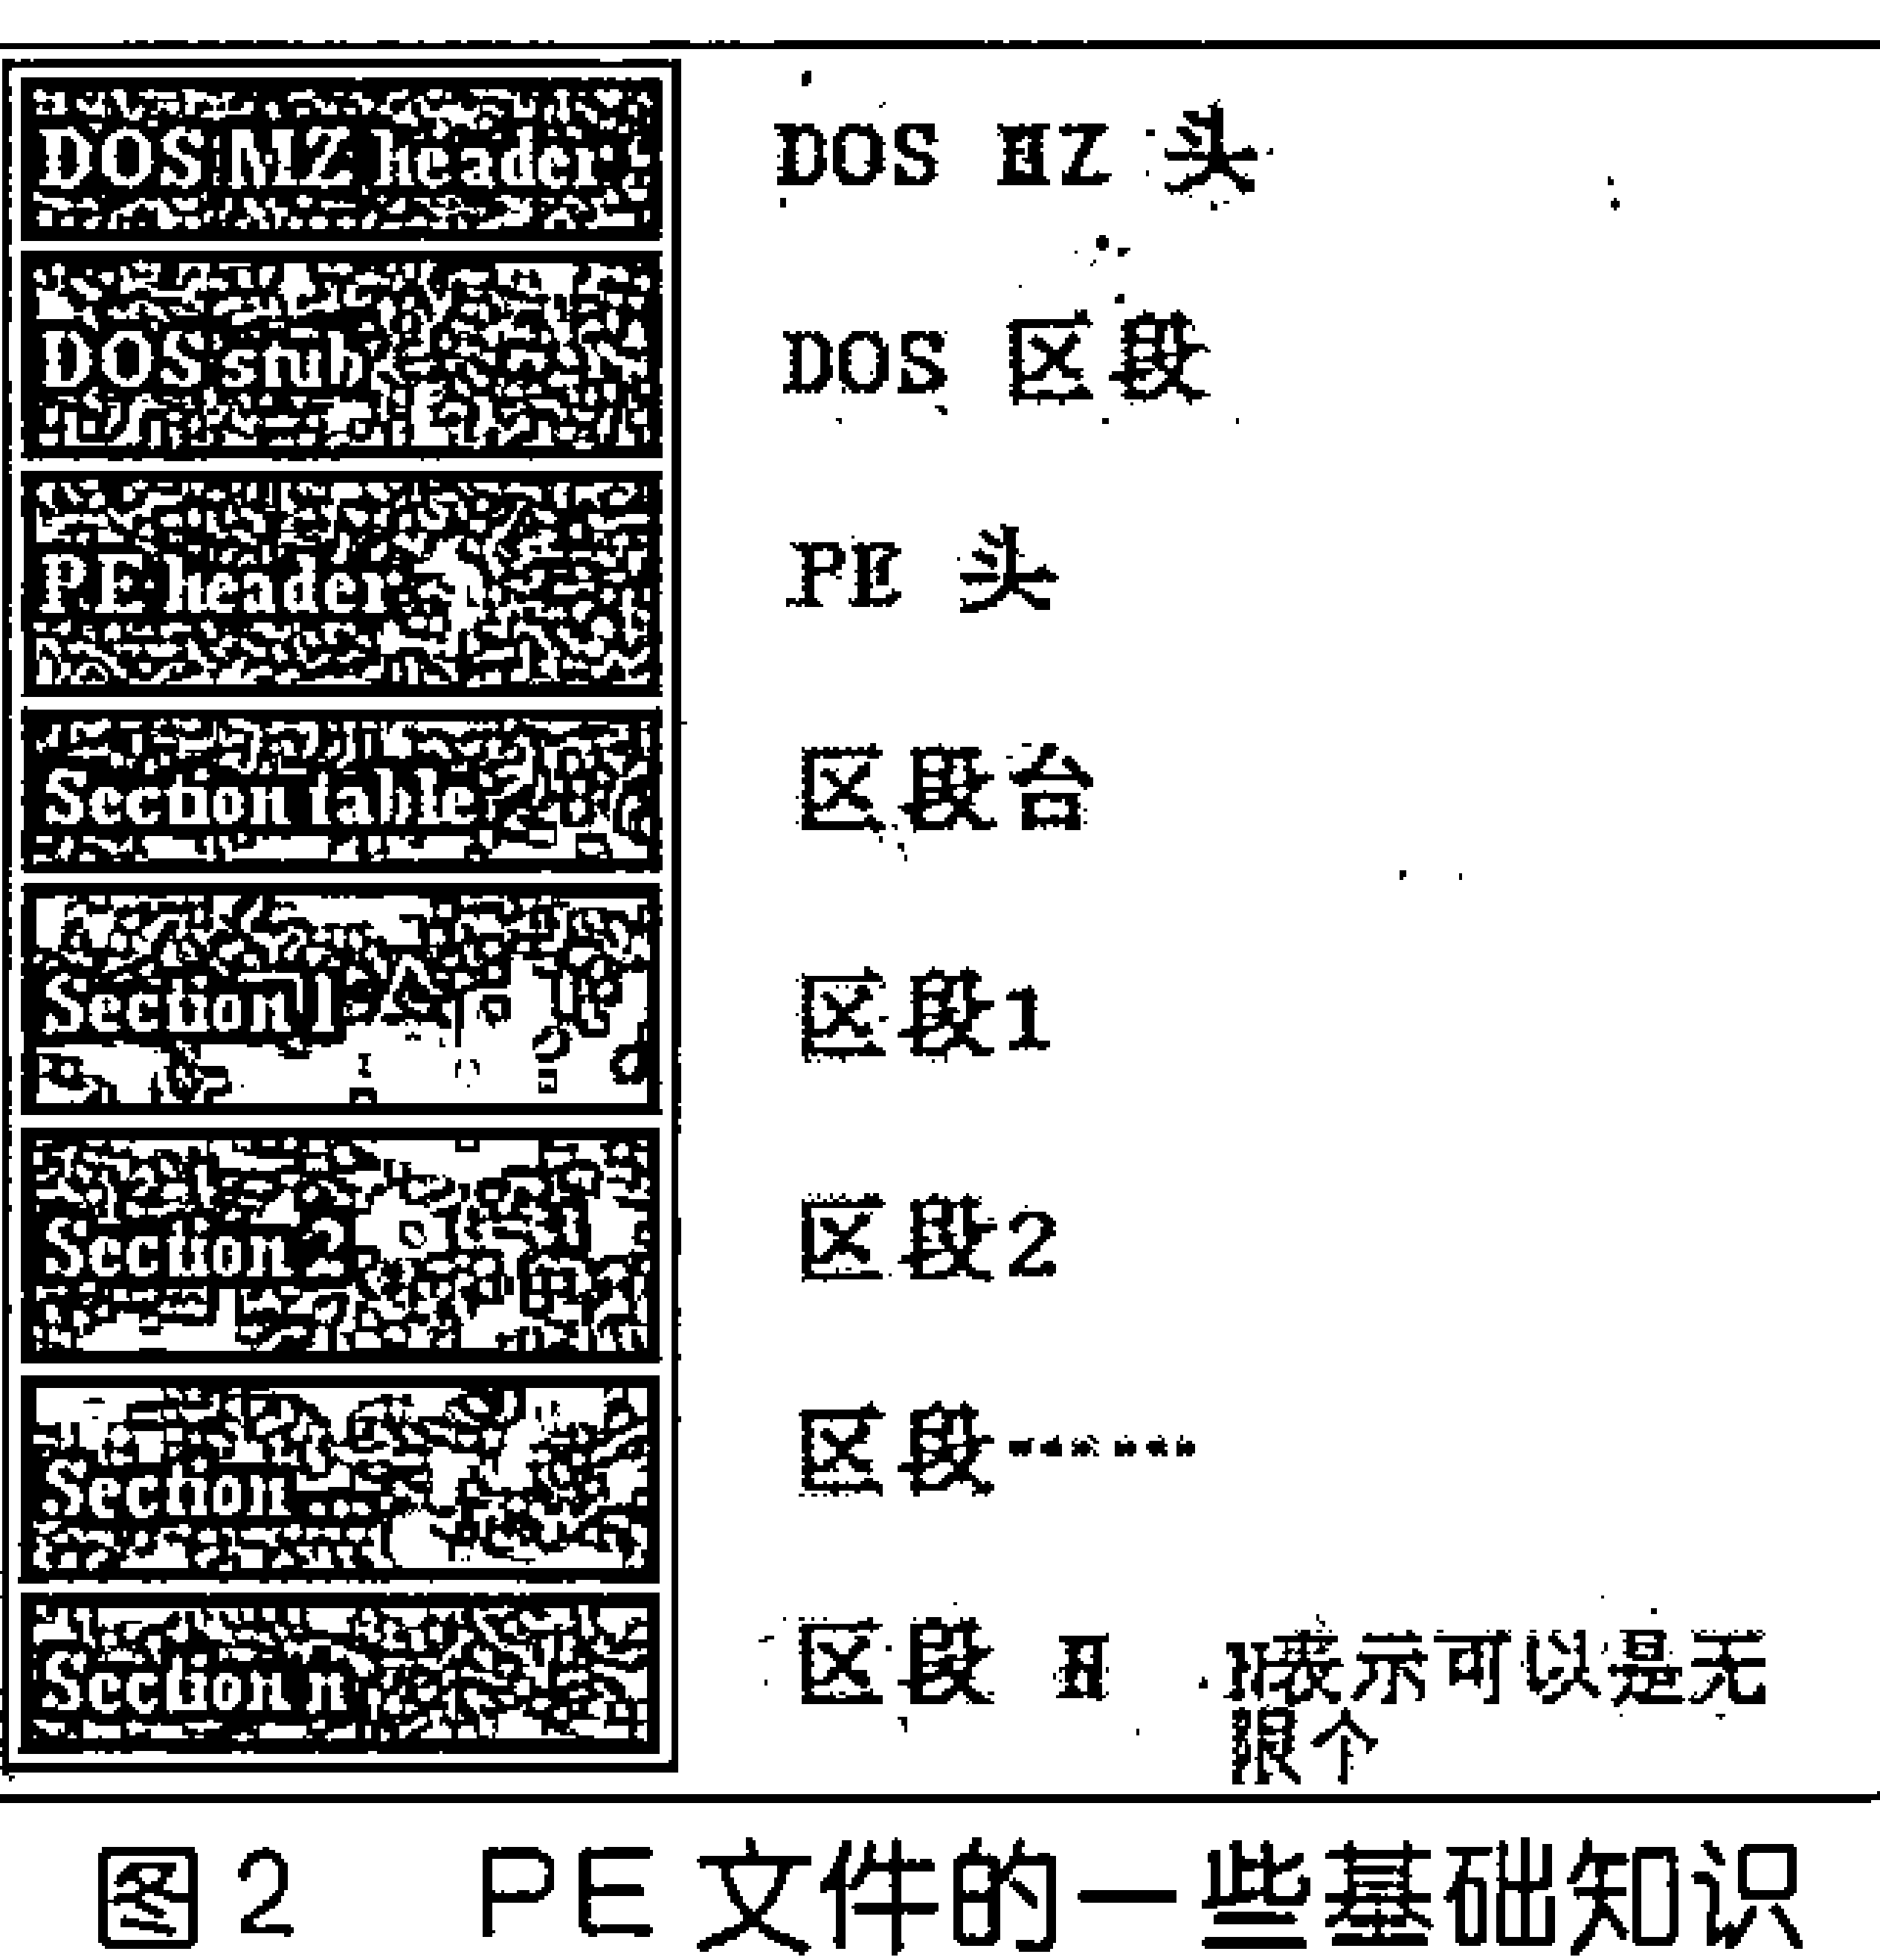 DOS MZ header DOS MZ 头
DOS stub DOS 区段
PE header PE 头
Section table 区段台
Section 1 区段1
Section 2 区段2
Section ... 区段……
Section n 区段 N N表示可以是无
限个
图2 PE 文件的一些基础知识